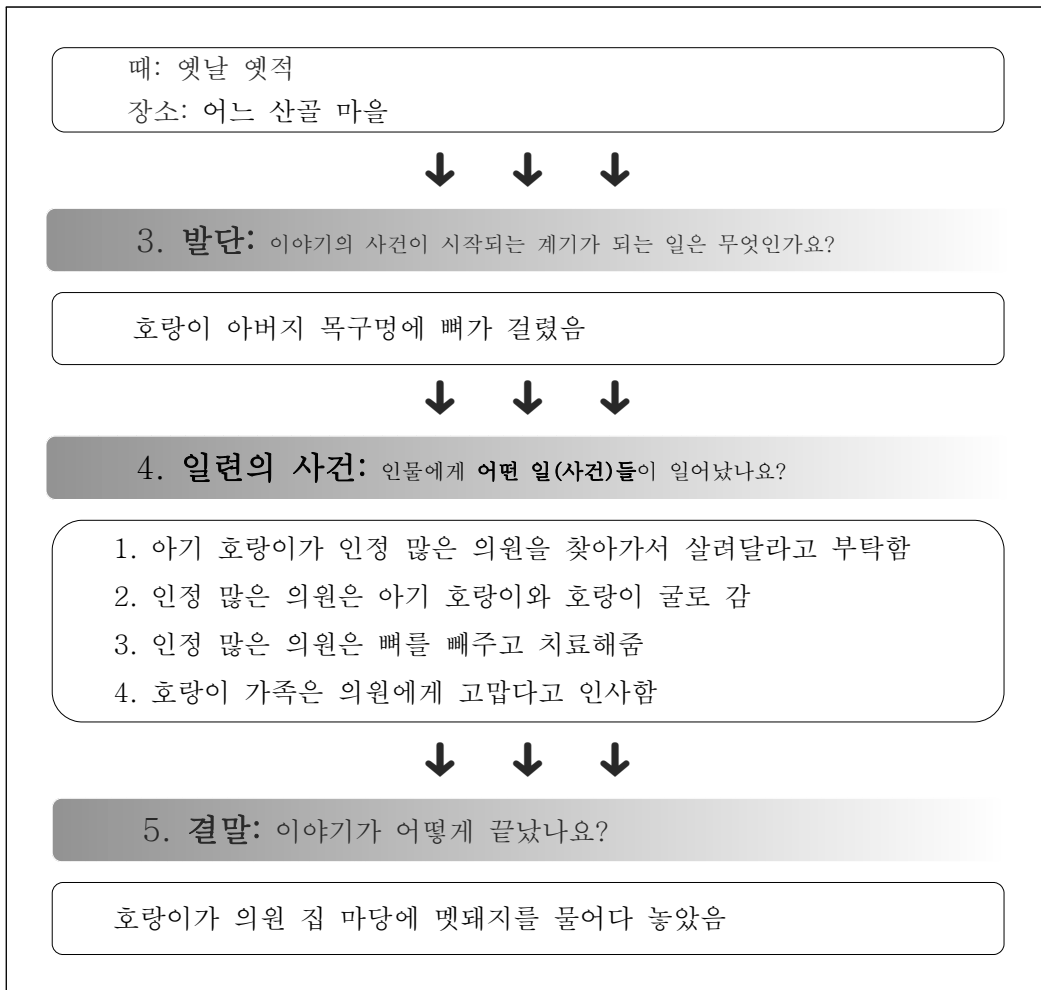 때: 옛날 옛적
장소: 어느 산골 마을
3. 발단: 이야기의 사건이 시작되는 계기가 되는 일은 무엇인가요?
호랑이 아버지 목구멍에 뼈가 걸렸음
4. 일련의 사건: 인물에게 어떤 일(사건)들이 일어났나요?
1. 아기 호랑이가 인정 많은 의원을 찾아가서 살려달라고 부탁함
2. 인정 많은 의원은 아기 호랑이와 호랑이 굴로 감
3. 인정 많은 의원은 뼈를 빼주고 치료해줌
4. 호랑이 가족은 의원에게 고맙다고 인사함
5. 결말: 이야기가 어떻게 끝났나요?
호랑이가 의원 집 마당에 멧돼지를 물어다 놓았음